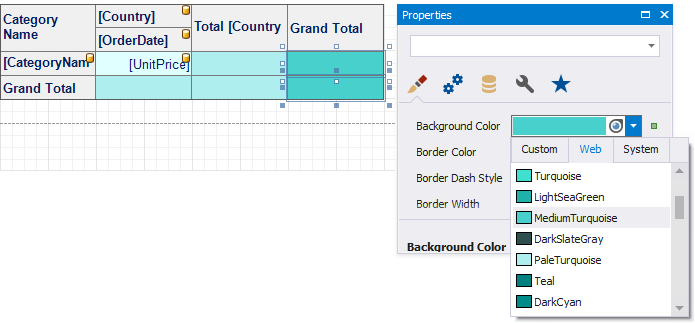 Category
Name
[Country]
[OrderDate]
Total [Country
Grand Total
[CategoryNam
[UnitPrice]
Grand Total
Properties
Background Color
Border Color
Border Dash Style
Border Width
Background Color
Custom
Web
System
Turquoise
LightSeaGreen
MediumTurquoise
DarkSlateGray
PaleTurquoise
Teal
DarkCyan